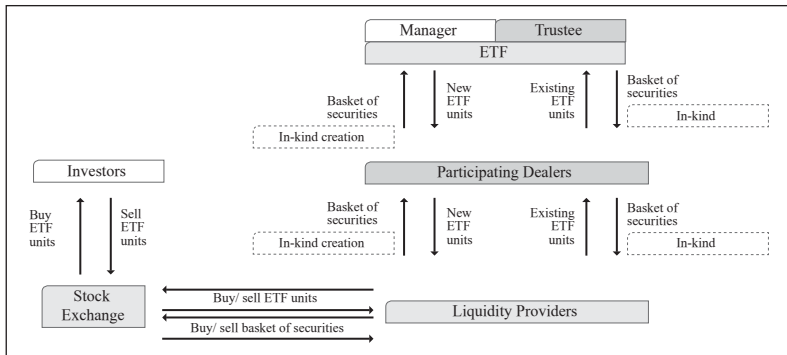 Manager
Trustee
ETF
Basket of
securities
In-kind creation
New
ETF
units
Existing
ETF
units
Basket of
securities
In-kind
Investors
Participating Dealers
Buy
ETF
units
Sell
ETF
units
Basket of
securities
In-kind creation
New
ETF
units
Existing
ETF
units
Basket of
securities
In-kind
Stock
Exchange
Buy/ sell ETF units
Buy/ sell basket of securities
Liquidity Providers